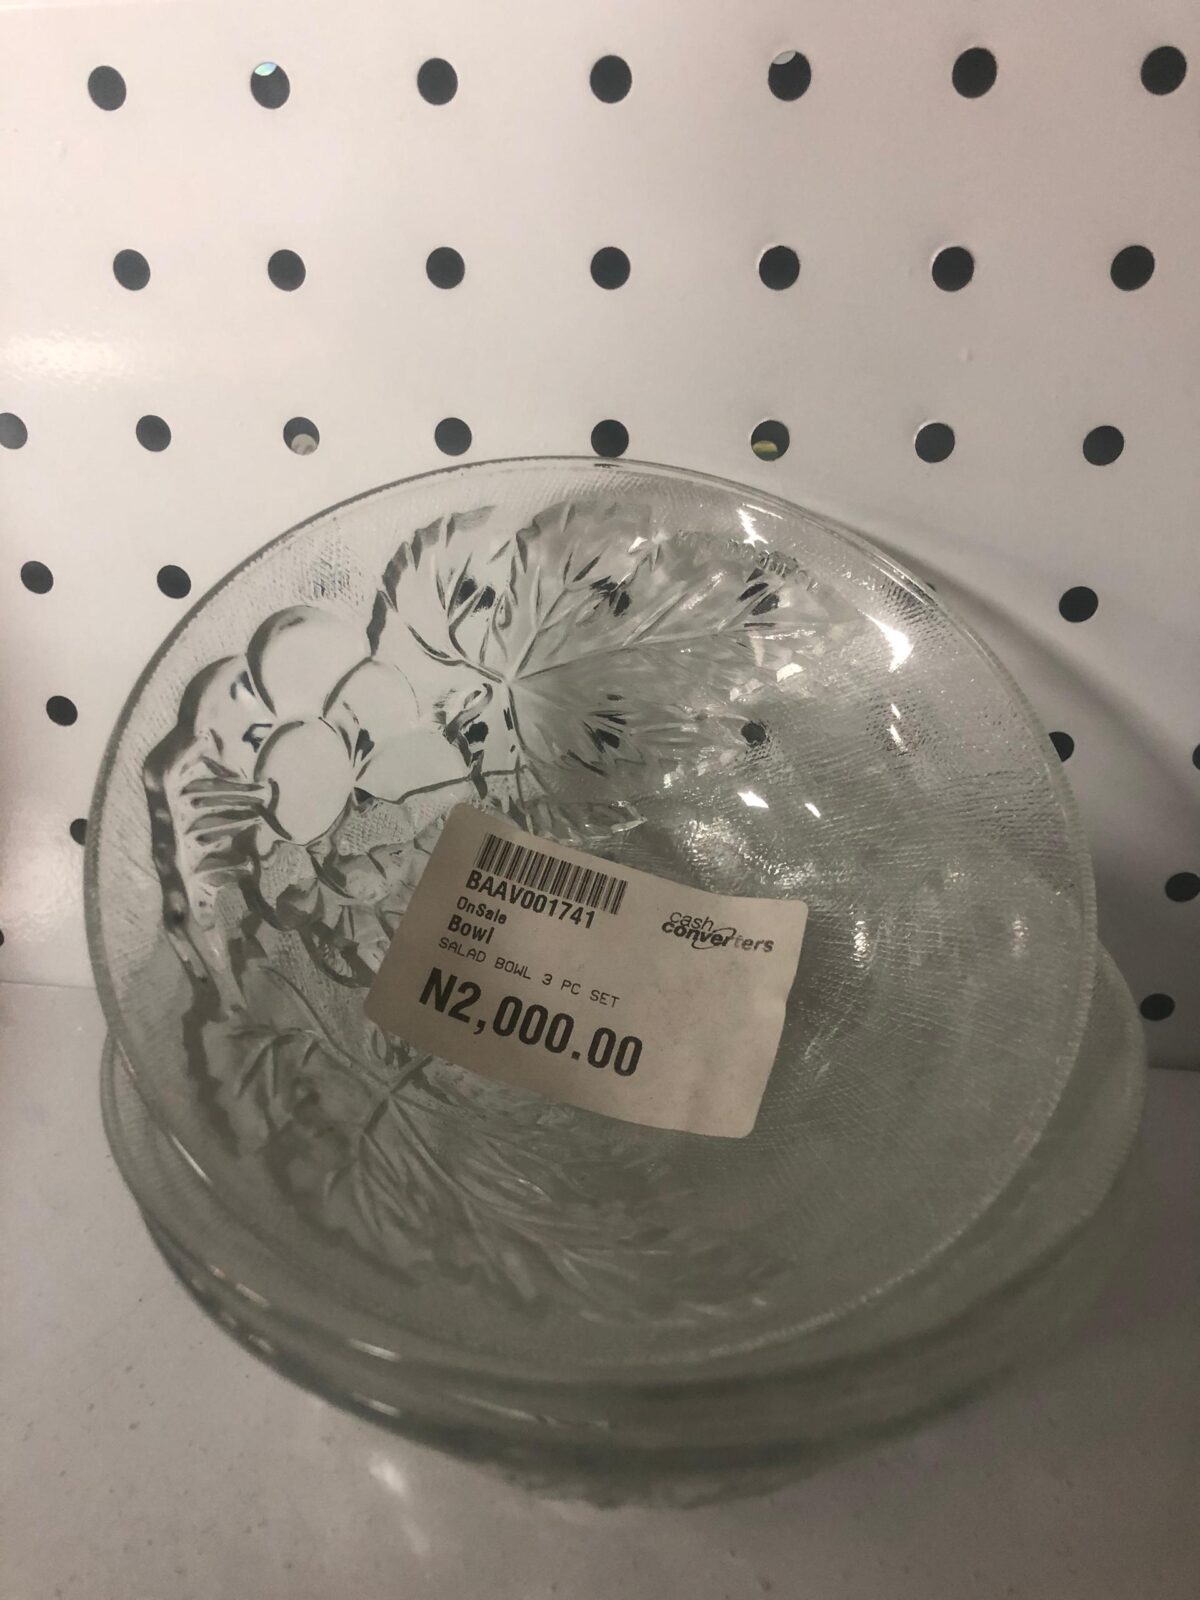 BAAV001741
OnSale
Bowl
cash
converters
SALAD BOWL 3 PC SET
N2,000.00